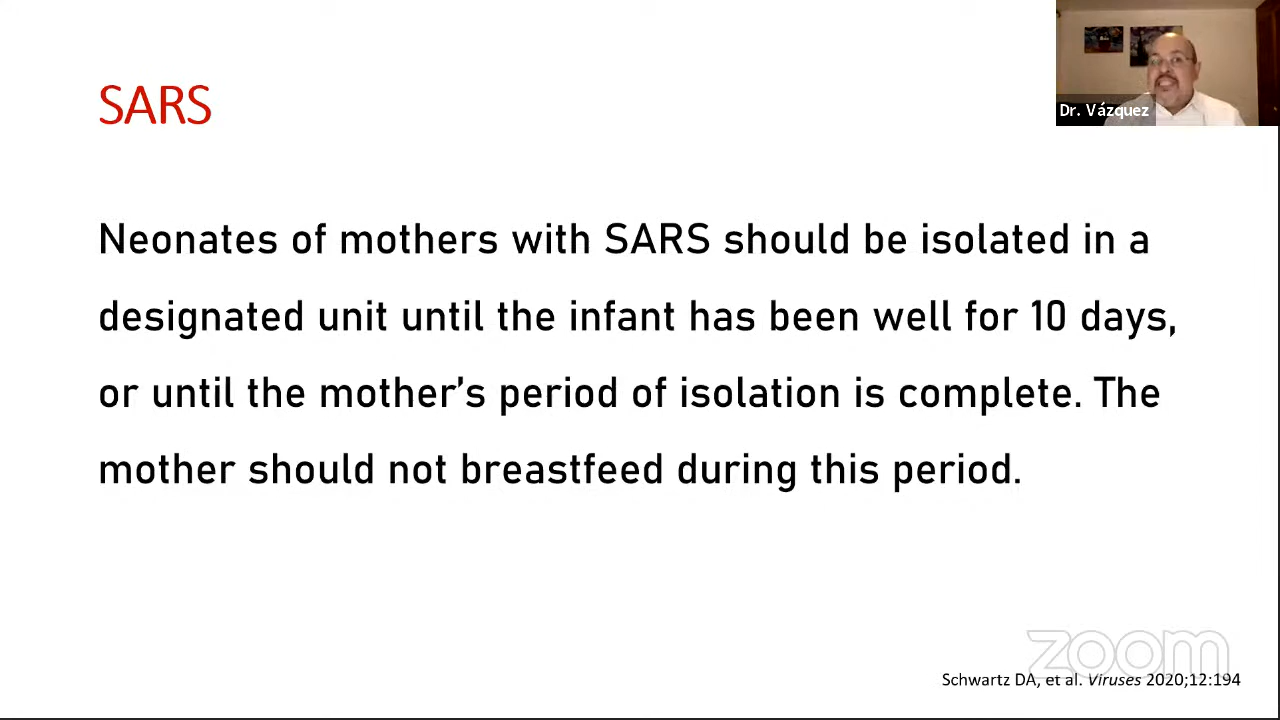 Dr. Vázquez
SARS
Neonates of mothers with SARS should be isolated in a
designated unit until the infant has been well for 10 days,
or until the mother’s period of isolation is complete. The
mother should not breastfeed during this period.
zoom
Schwartz DA, et al. Viruses 2020;12:194